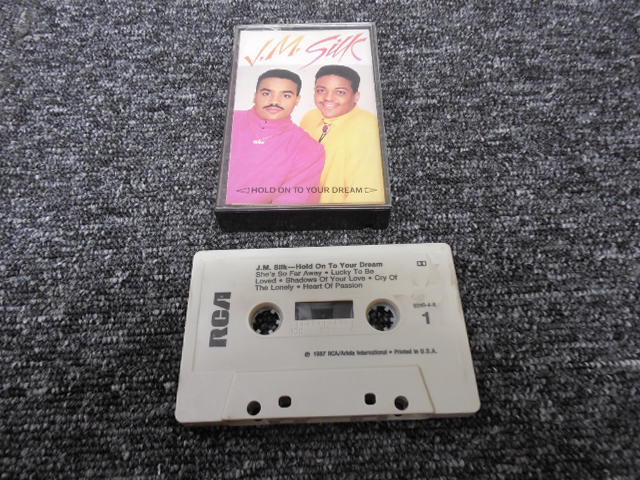 J.M. Silk
HOLD ON TO YOUR DREAM
J.M. Silk—Hold On To Your Dream
She's So Far Away • Lucky To Be
Loved • Shadows Of Your Love • Cry Of
The Lonely • Heart Of Passion
RCA
1
℗ 1987 RCA/Ariola International • Printed in U.S.A.